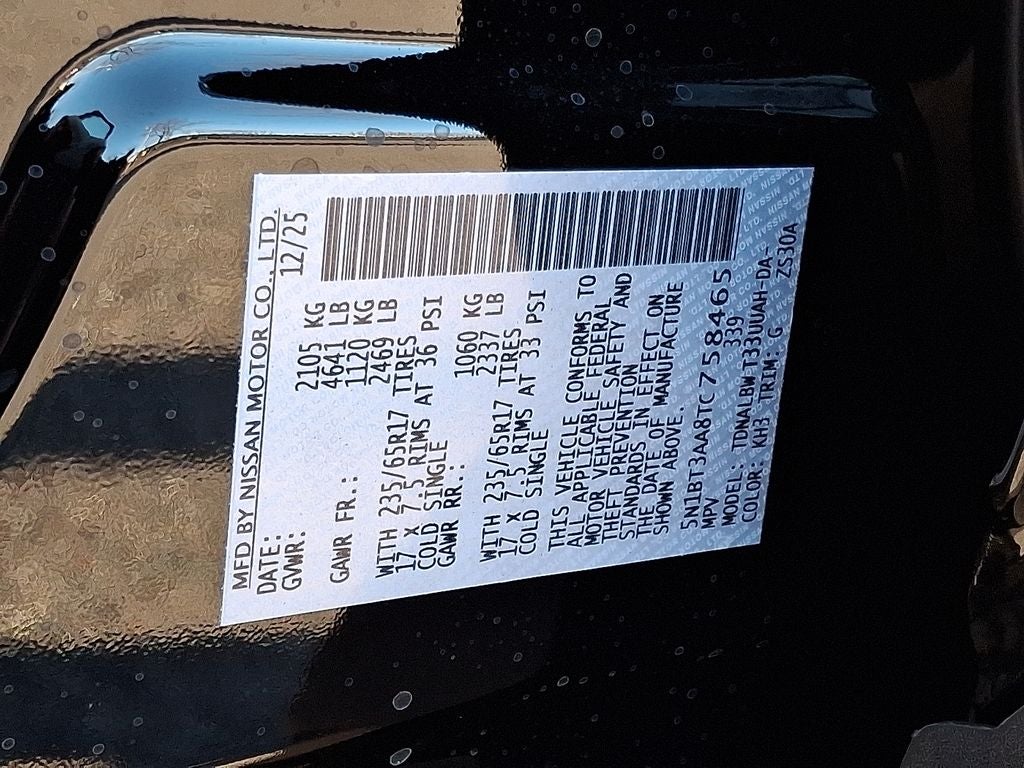 MFD BY NISSAN MOTOR CO., LTD.
DATE: 12/25
GVWR: 2105 KG
4641 LB
GAWR FR.: 1120 KG
2469 LB
WITH 235/65R17 TIRES
17 X 7.5 RIMS AT 36 PSI
COLD SINGLE
GAWR RR.: 1060 KG
2337 LB
WITH 235/65R17 TIRES
17 X 7.5 RIMS AT 33 PSI
COLD SINGLE
THIS VEHICLE CONFORMS TO
ALL APPLICABLE FEDERAL
MOTOR VEHICLE SAFETY AND
THEFT PREVENTION
STANDARDS IN EFFECT ON
THE DATE OF MANUFACTURE
SHOWN ABOVE.
5N1BT3AA8TC758465
MPV 339
MODEL: TDNALBW-T33UUAH-DA-
COLOR: KH3 TRIM: G ZS30A